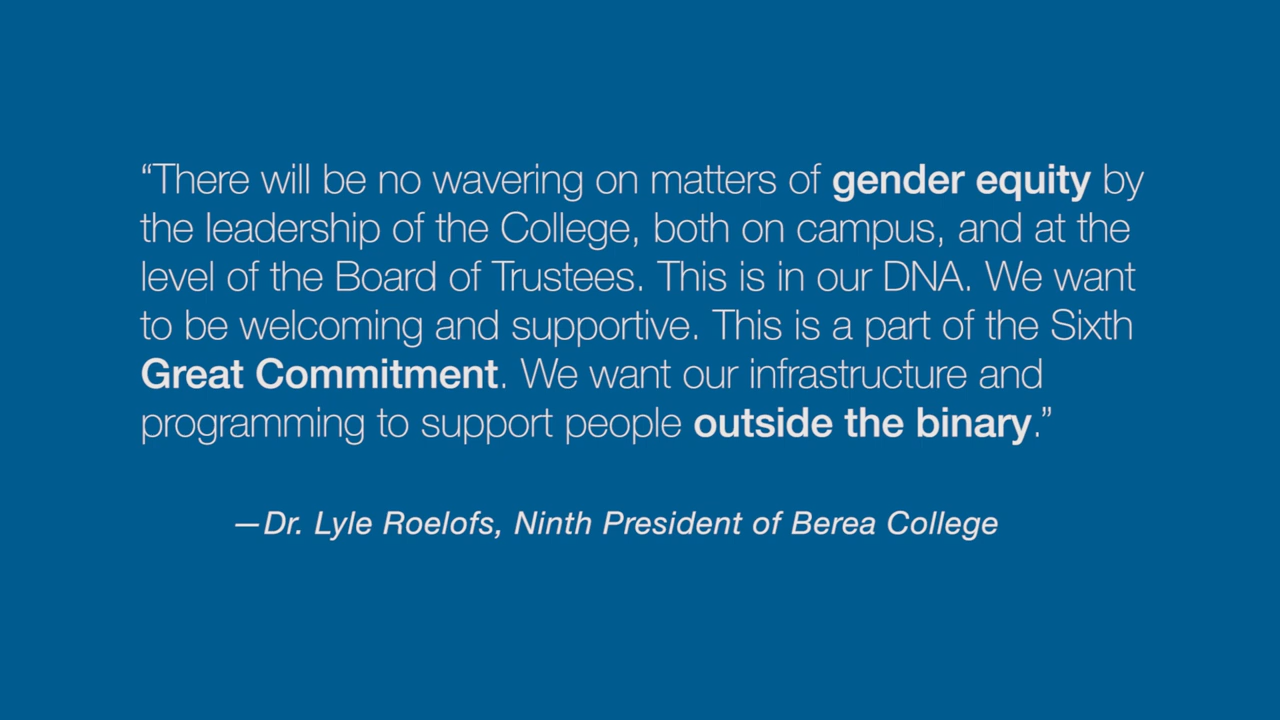 “There will be no wavering on matters of gender equity by
the leadership of the College, both on campus, and at the
level of the Board of Trustees. This is in our DNA. We want
to be welcoming and supportive. This is a part of the Sixth
Great Commitment. We want our infrastructure and
programming to support people outside the binary.”
—Dr. Lyle Roelofs, Ninth President of Berea College